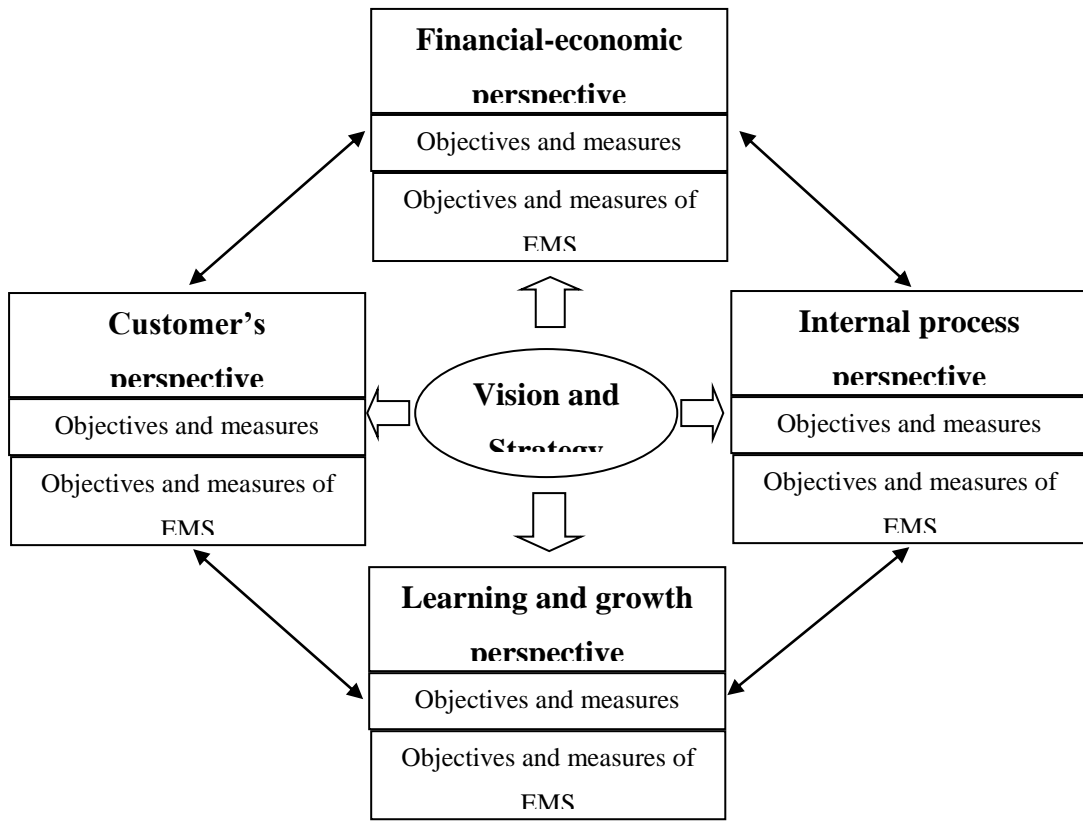 Financial-economic
perspective
Objectives and measures
Objectives and measures of
EMS
Customer's
perspective
Objectives and measures
Objectives and measures of
EMS
Vision and
Strategy
Internal process
perspective
Objectives and measures
Objectives and measures of
EMS
Learning and growth
perspective
Objectives and measures
Objectives and measures of
EMS